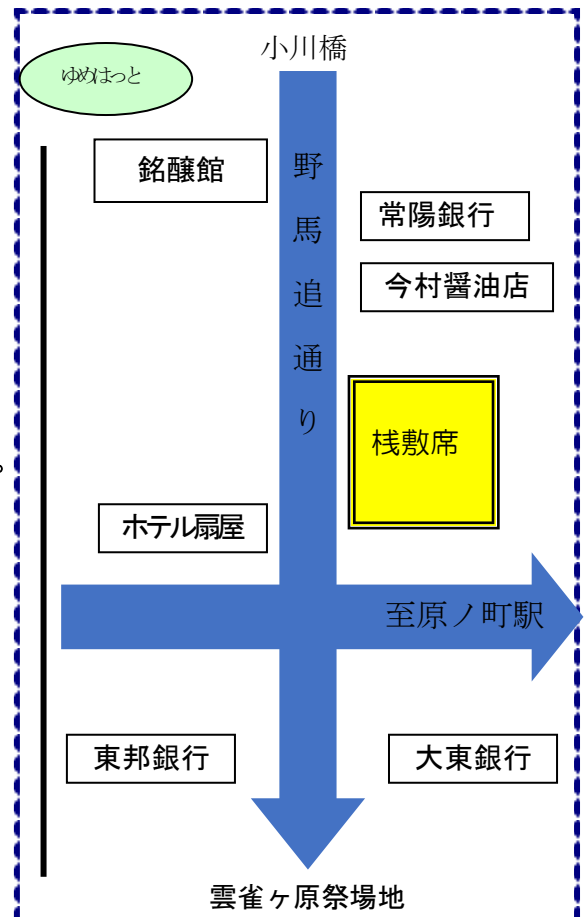 小川橋
ゆめはっと
銘醸館
野馬追通り
常陽銀行
今村醤油店
桟敷席
。
ホテル扇屋
至原ノ町駅
東邦銀行
大東銀行
雲雀ヶ原祭場地